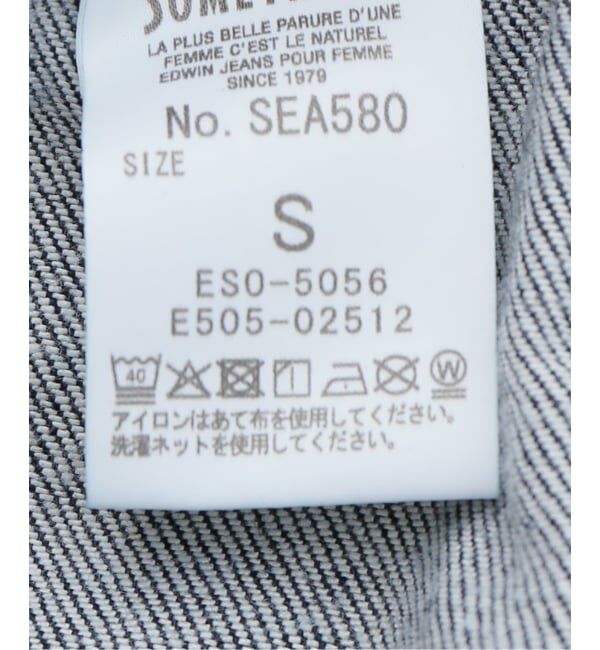 LA PLUS BELLE PARURE D'UNE
FEMME C'EST LE NATUREL
EDWIN JEANS POUR FEMME
SINCE 1979
No. SEA580
SIZE
S
ES0-5056
E505-02512
40
W
アイロンはあて布を使用してください。
洗濯ネットを使用してください。